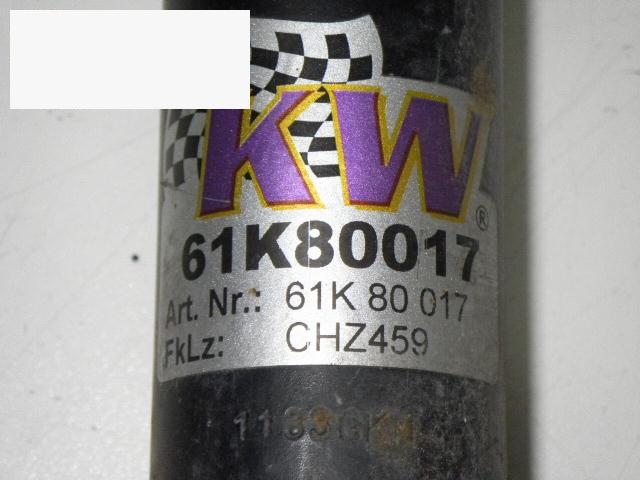 KW®
61K80017
Art. Nr.: 61K 80 017
FkLz: CHZ459